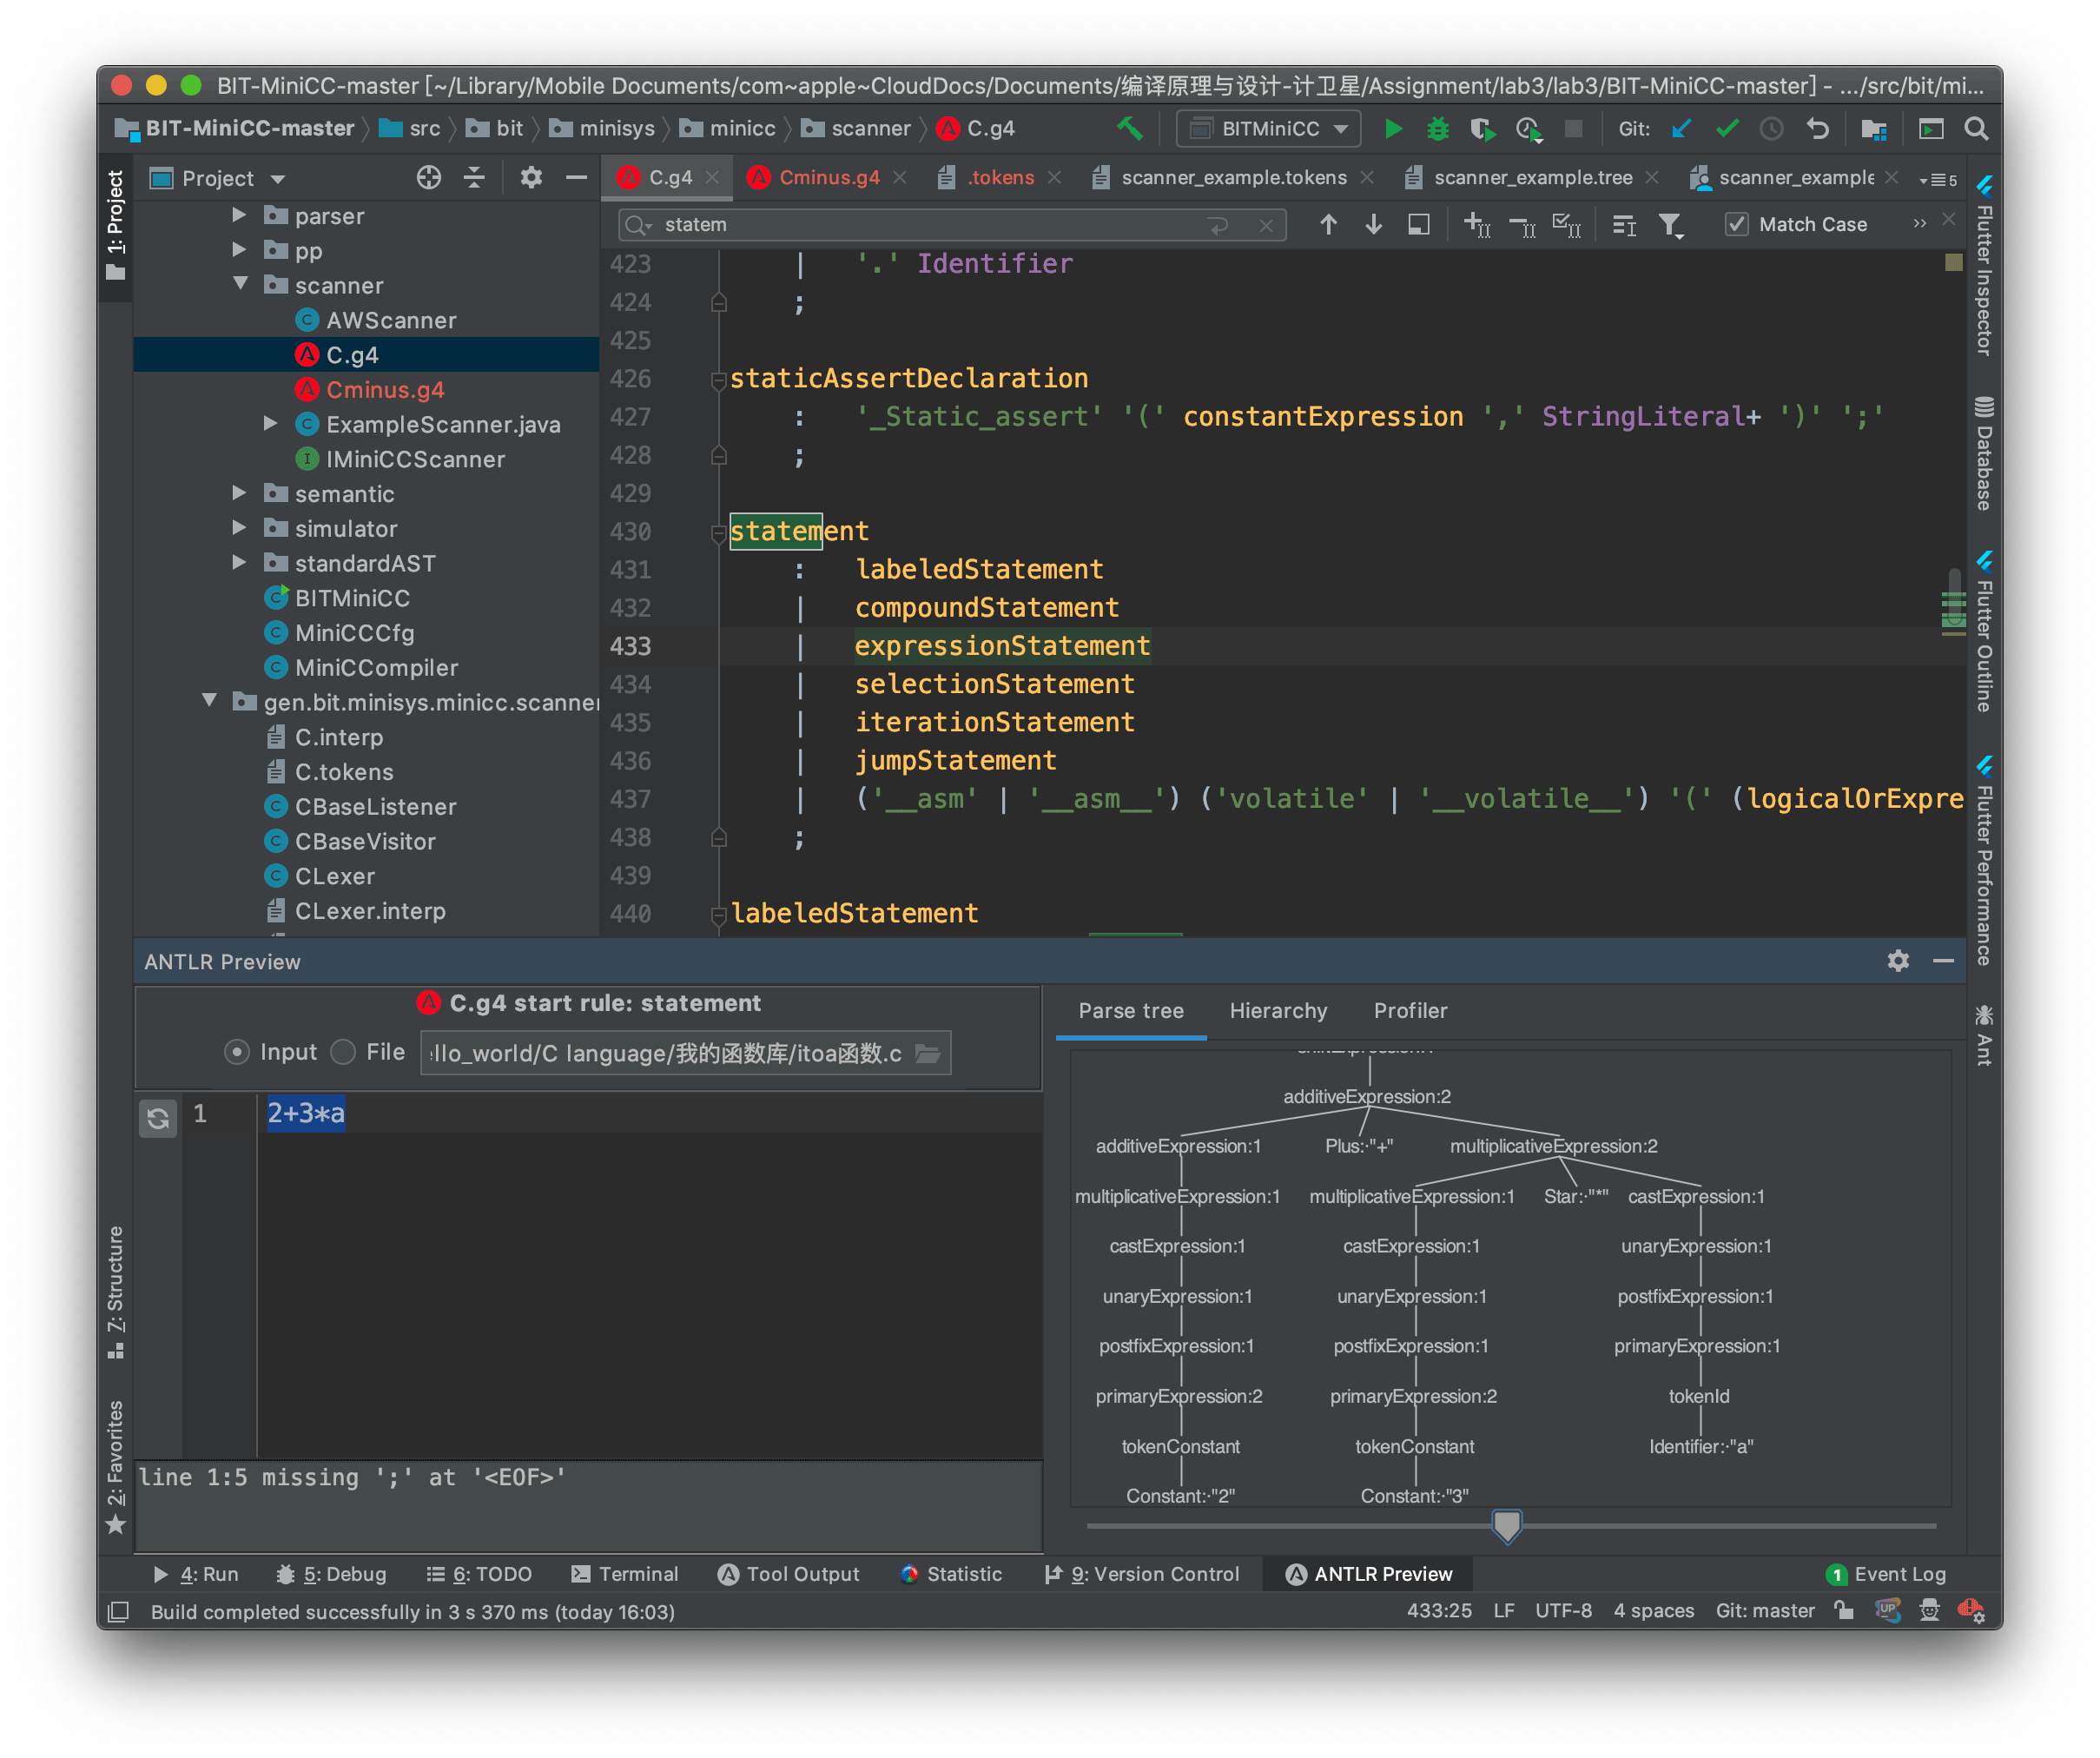 BIT-MiniCC-master [~/Library/Mobile Documents/com~apple~CloudDocs/Documents/编译原理与设计-计卫星/Assignment/lab3/lab3/BIT-MiniCC-master] - .../src/bit/mi...
BIT-MiniCC-master src bit minisys minicc scanner C.g4 BITMiniCC Git:
1: Project
Project
C.g4 Cminus.g4 .tokens scanner_example.tokens scanner_example.tree scanner_example 5
parser
pp
scanner
AWScanner
C.g4
Cminus.g4
ExampleScanner.java
IMiniCCScanner
semantic
simulator
standardAST
BITMiniCC
MiniCCCfg
MiniCCompiler
gen.bit.minisys.minicc.scanner
C.interp
C.tokens
CBaseListener
CBaseVisitor
CLexer
CLexer.interp
statem Match Case
423 | '.' Identifier
424 ;
425
426 staticAssertDeclaration
427 : '_Static_assert' '(' constantExpression ',' StringLiteral+ ')' ';'
428 ;
429
430 statement
431 : labeledStatement
432 | compoundStatement
433 | expressionStatement
434 | selectionStatement
435 | iterationStatement
436 | jumpStatement
437 | ('__asm' | '__asm__') ('volatile' | '__volatile__') '(' (logicalOrExpre
438 ;
439
440 labeledStatement
Flutter Inspector
Database
Flutter Outline
Flutter Performance
Ant
ANTLR Preview
C.g4 start rule: statement
Input File llo_world/C language/我的函数库/itoa函数.c
1 2+3*a
line 1:5 missing ';' at '<EOF>'
Parse tree Hierarchy Profiler
additiveExpression:2
additiveExpression:1 Plus:·"+" multiplicativeExpression:2
multiplicativeExpression:1 multiplicativeExpression:1 Star:·"*" castExpression:1
castExpression:1 castExpression:1 unaryExpression:1
unaryExpression:1 unaryExpression:1 postfixExpression:1
postfixExpression:1 postfixExpression:1 primaryExpression:1
primaryExpression:2 primaryExpression:2 tokenId
tokenConstant tokenConstant Identifier:·"a"
Constant:·"2" Constant:·"3"
7: Structure
2: Favorites
4: Run 5: Debug 6: TODO Terminal Tool Output Statistic 9: Version Control ANTLR Preview 1 Event Log
Build completed successfully in 3 s 370 ms (today 16:03) 433:25 LF UTF-8 4 spaces Git: master